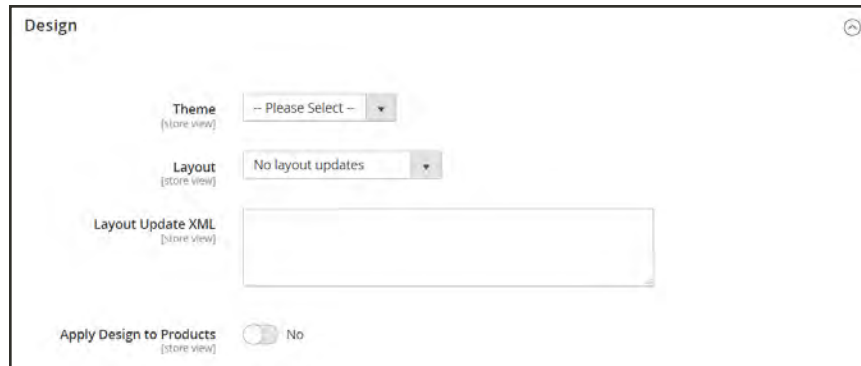 Design
Theme
-- Please Select --
[store view]
Layout
No layout updates
[store view]
Layout Update XML
[store view]
Apply Design to Products
No
[store view]